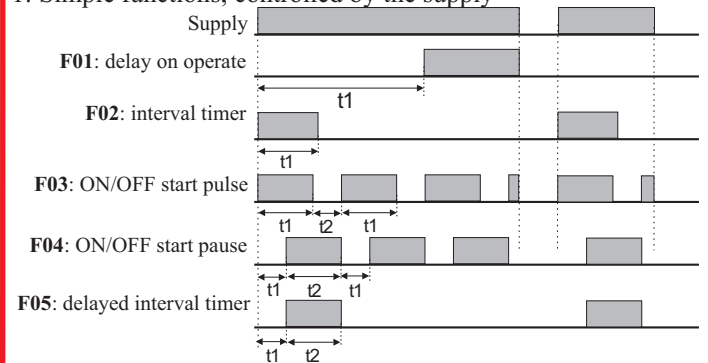 1. Simple functions, controlled by the supply
Supply
F01: delay on operate
t1
F02: interval timer
t1
F03: ON/OFF start pulse
t1 t2 t1
F04: ON/OFF start pause
t1 t2 t1
F05: delayed interval timer
t1 t2